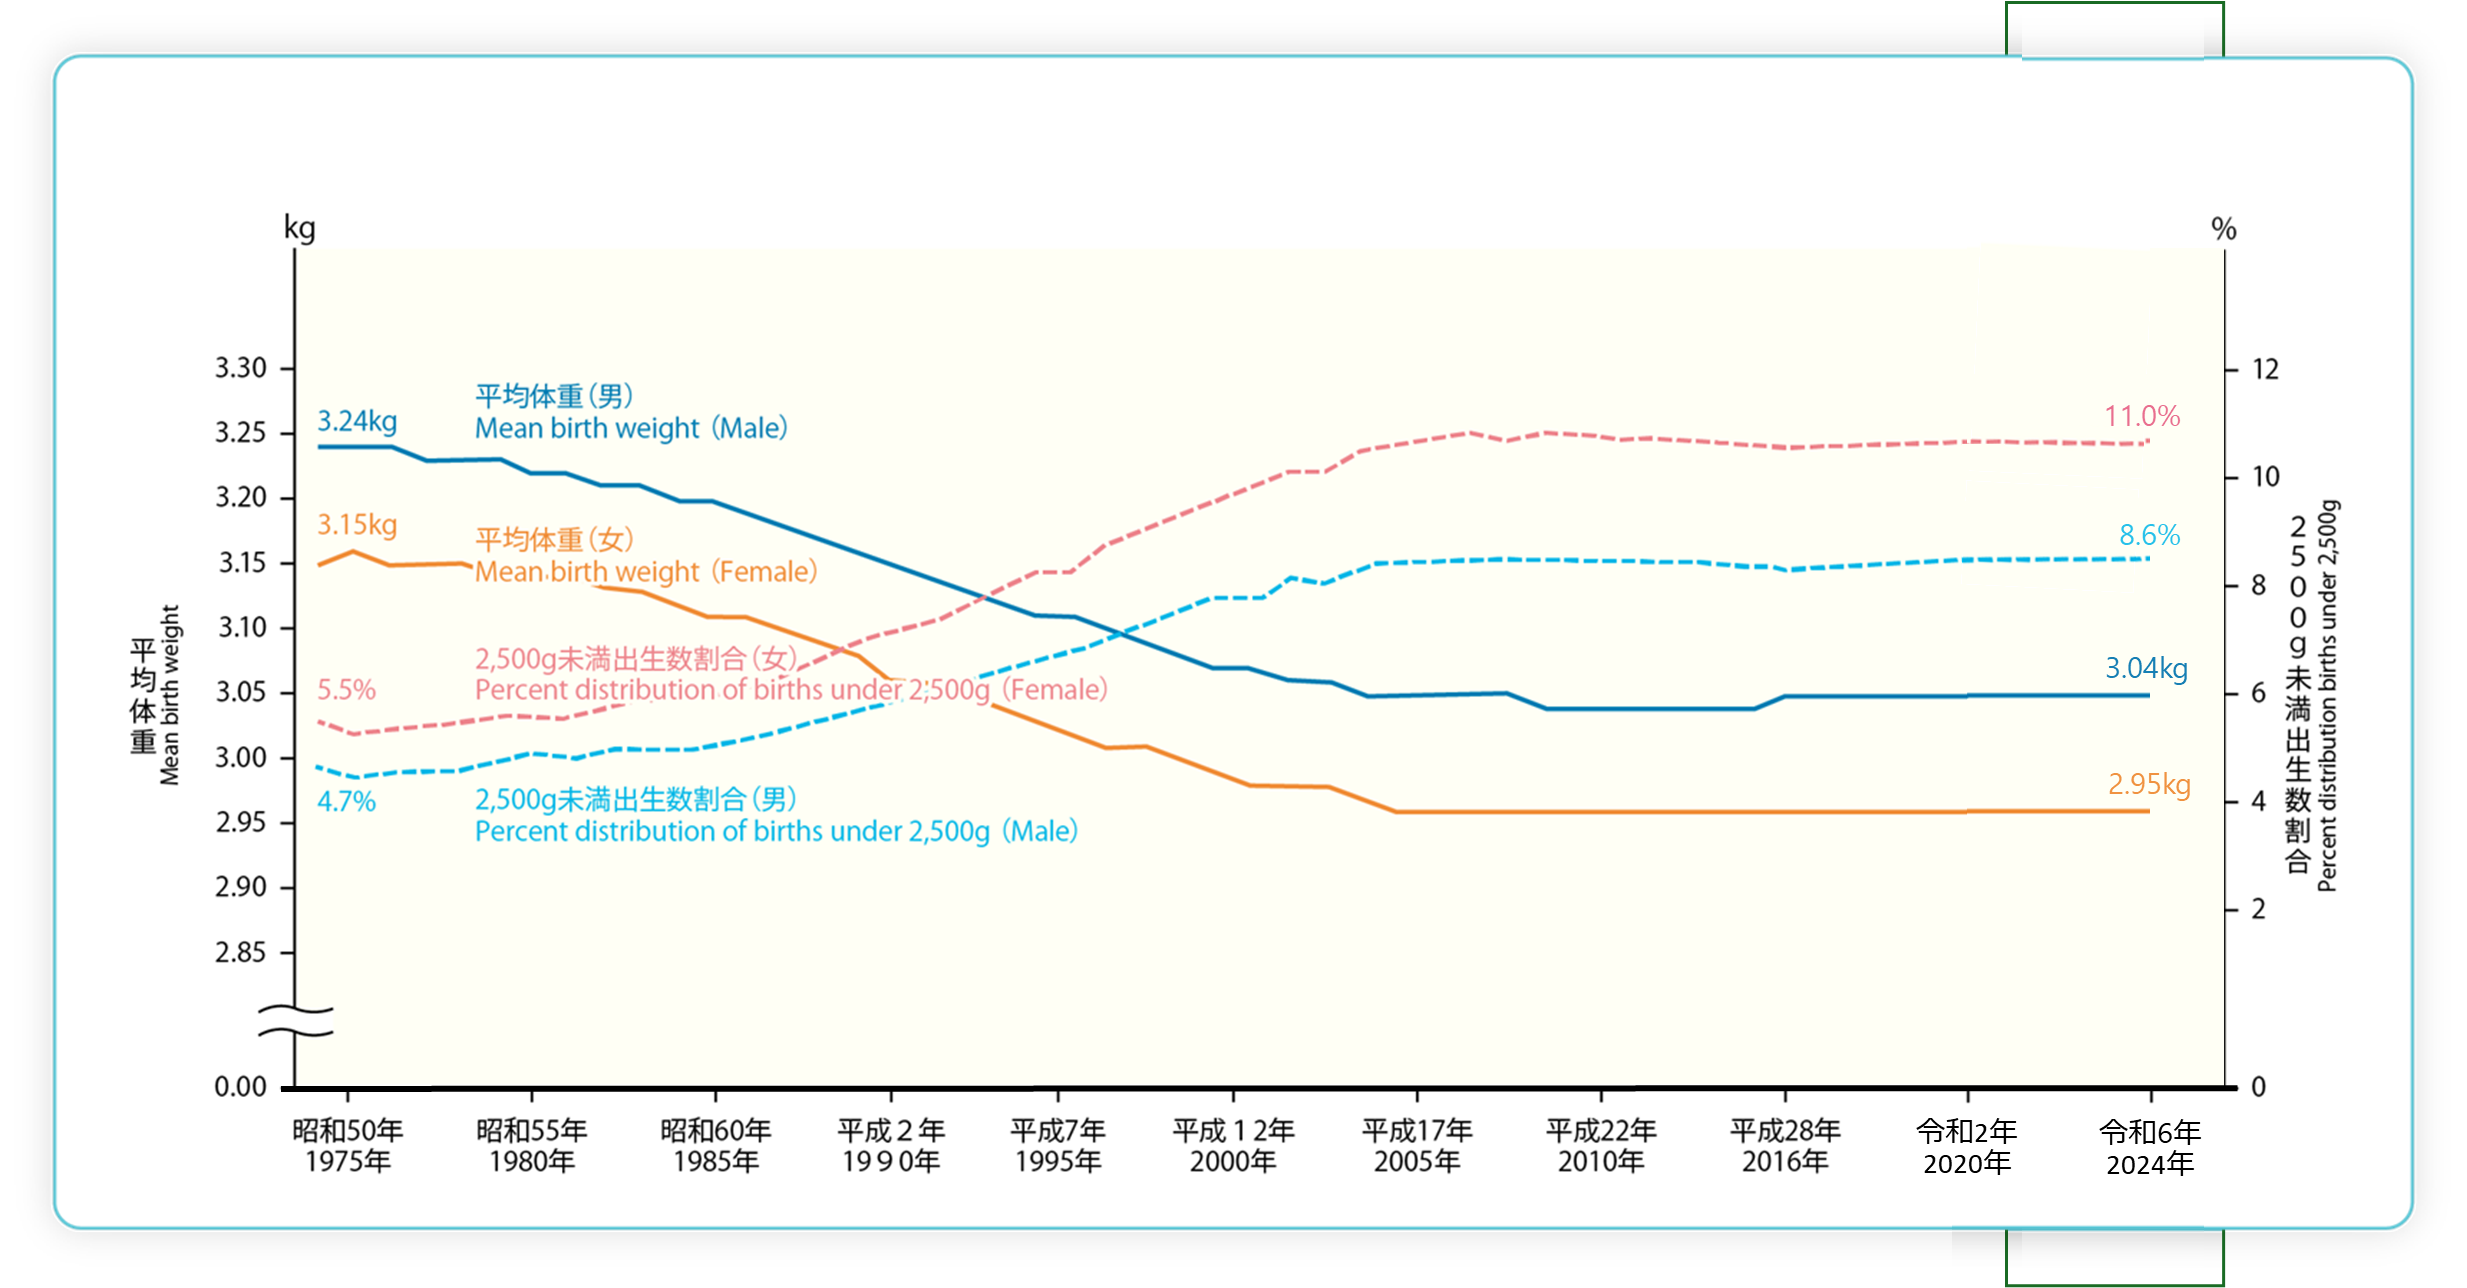 kg
%
3.30
3.25
3.20
3.15
3.10
3.05
3.00
2.95
2.90
2.85
0.00
平均体重
Mean birth weight
3.24kg
平均体重（男）
Mean birth weight（Male）
3.15kg
平均体重（女）
Mean birth weight（Female）
5.5%
2,500g未満出生数割合（女）
Percent distribution of births under 2,500g（Female）
4.7%
2,500g未満出生数割合（男）
Percent distribution of births under 2,500g（Male）
11.0%
8.6%
3.04kg
2.95kg
12
10
8
6
4
2
0
2500g未満出生数割合
Percent distribution births under 2,500g
昭和50年
1975年
昭和55年
1980年
昭和60年
1985年
平成２年
1990年
平成7年
1995年
平成１2年
2000年
平成17年
2005年
平成22年
2010年
平成28年
2016年
令和2年
2020年
令和6年
2024年